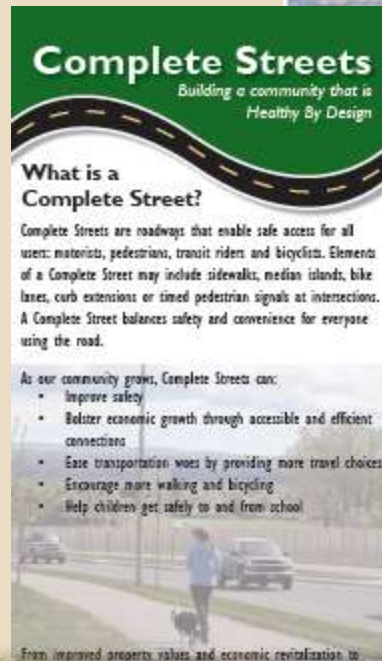 Complete Streets
Building a community that is
Healthy By Design
What is a
Complete Street?
Complete Streets are roadways that enable safe access for all
users: motorists, pedestrians, transit riders and bicyclists. Elements
of a Complete Street may include sidewalks, median islands, bike
lanes, curb extensions or timed pedestrian signals at intersections.
A Complete Street balances safety and convenience for everyone
using the road.
As our community grows, Complete Streets can:
• Improve safety
• Bolster economic growth through accessible and efficient
connections
• Ease transportation woes by providing more travel choices
• Encourage more walking and bicycling
• Help children get safely to and from school
From improved property values and economic revitalization to